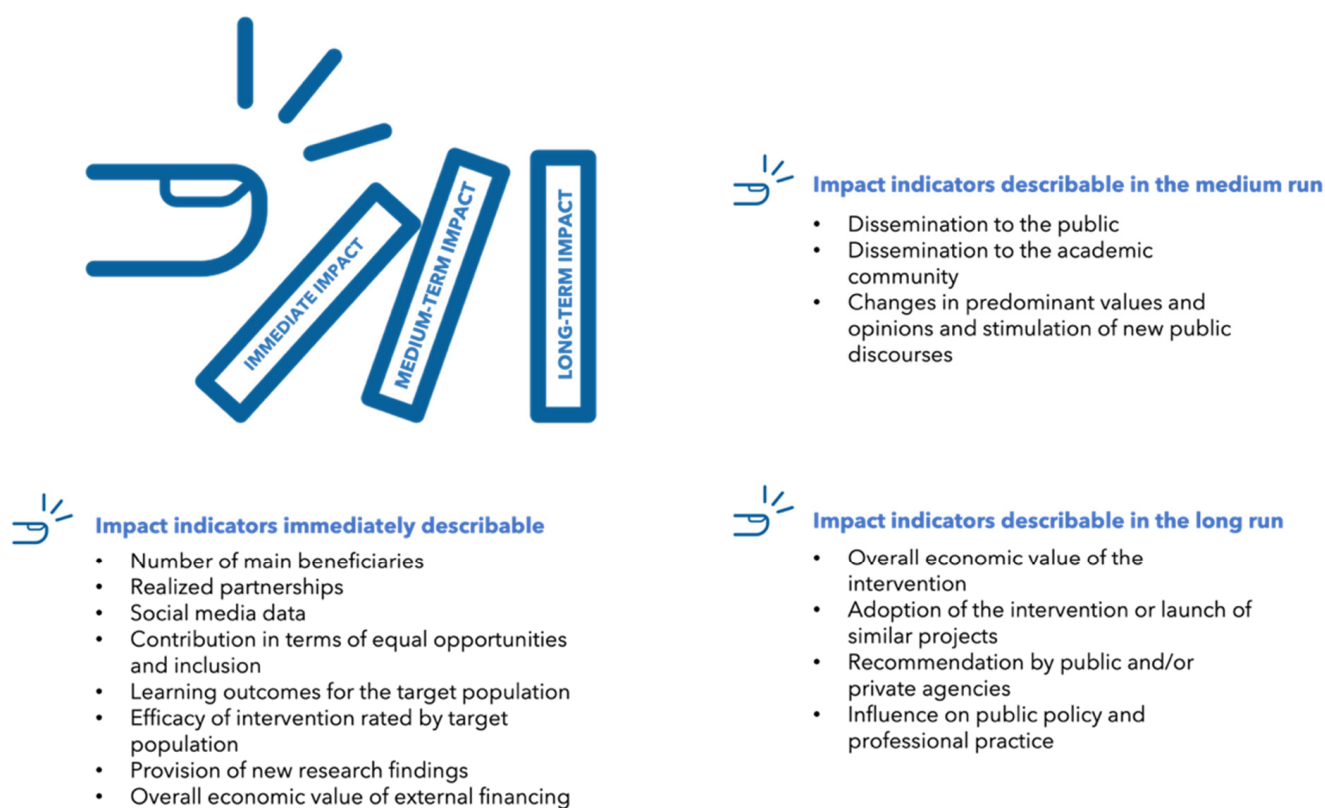 IMMEDIATE IMPACT
MEDIUM-TERM IMPACT
LONG-TERM IMPACT
Impact indicators describable in the medium run
• Dissemination to the public
• Dissemination to the academic
community
• Changes in predominant values and
opinions and stimulation of new public
discourses
Impact indicators immediately describable
• Number of main beneficiaries
• Realized partnerships
• Social media data
• Contribution in terms of equal opportunities
and inclusion
• Learning outcomes for the target population
• Efficacy of intervention rated by target
population
• Provision of new research findings
• Overall economic value of external financing
Impact indicators describable in the long run
• Overall economic value of the
intervention
• Adoption of the intervention or launch of
similar projects
• Recommendation by public and/or
private agencies
• Influence on public policy and
professional practice